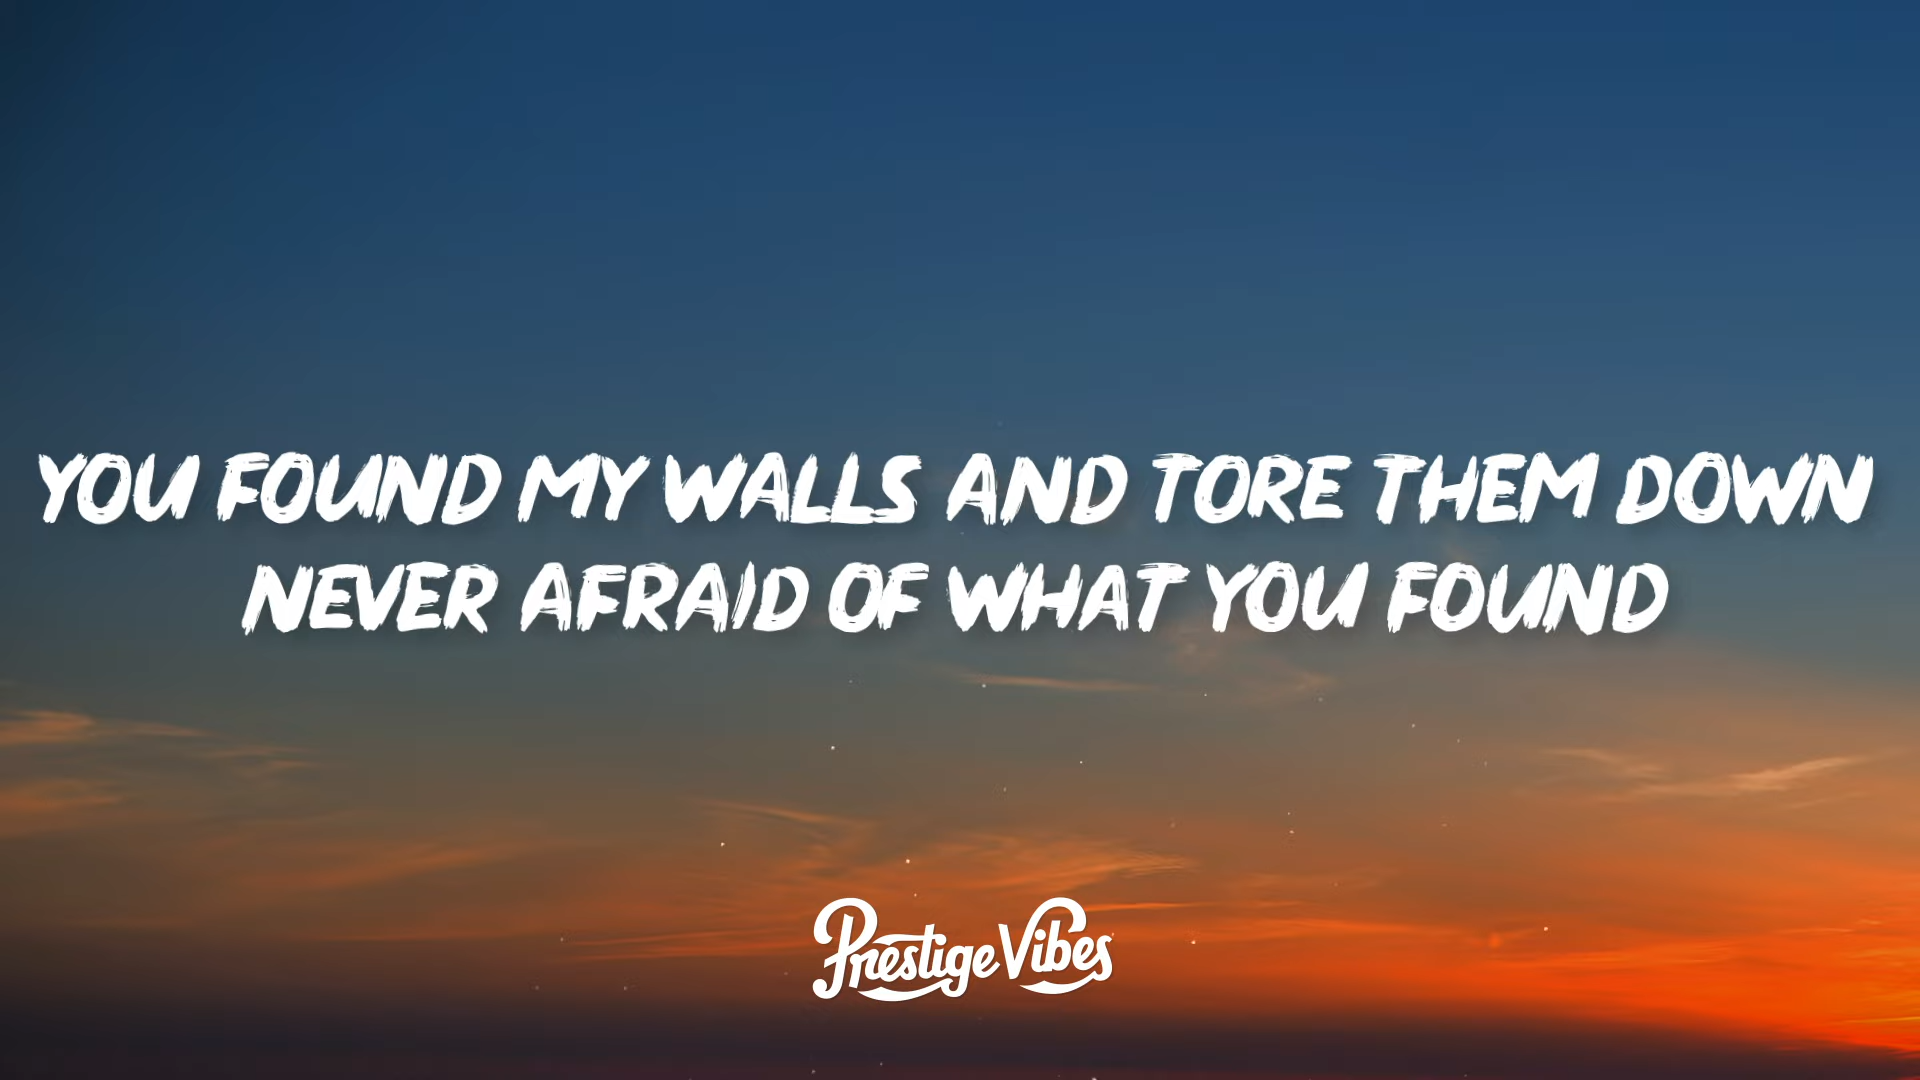 YOU FOUND MY WALLS AND TORE THEM DOWN
NEVER AFRAID OF WHAT YOU FOUND
Prestige Vibes